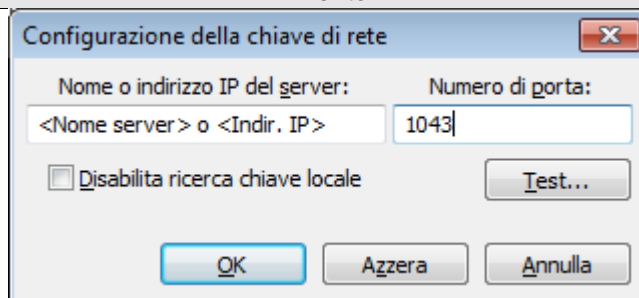 Configurazione della chiave di rete
Nome o indirizzo IP del server: Numero di porta:
<Nome server> o <Indir. IP> 1043
Disabilita ricerca chiave locale Test...
OK Azzera Annulla